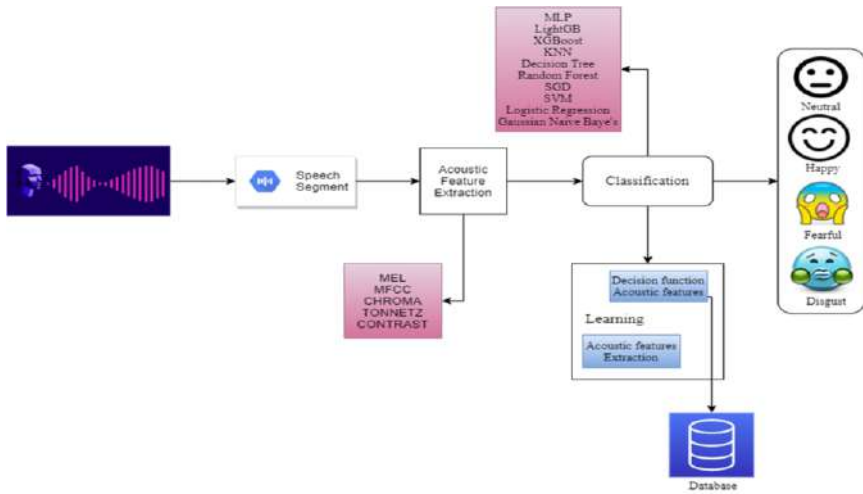 MLP
LightGB
XGBoost
KNN
Decision Tree
Random Forest
SGD
SVM
Logistic Regression
Gaussian Naive Baye's
Neutral
Happy
Fearful
Disgust
Speech
Segment
Acoustic
Feature
Extraction
Classification
MEL
MFCC
CHROMA
TONNETZ
CONTRAST
Decision function
Acoustic features
Learning
Acoustic features
Extraction
Database